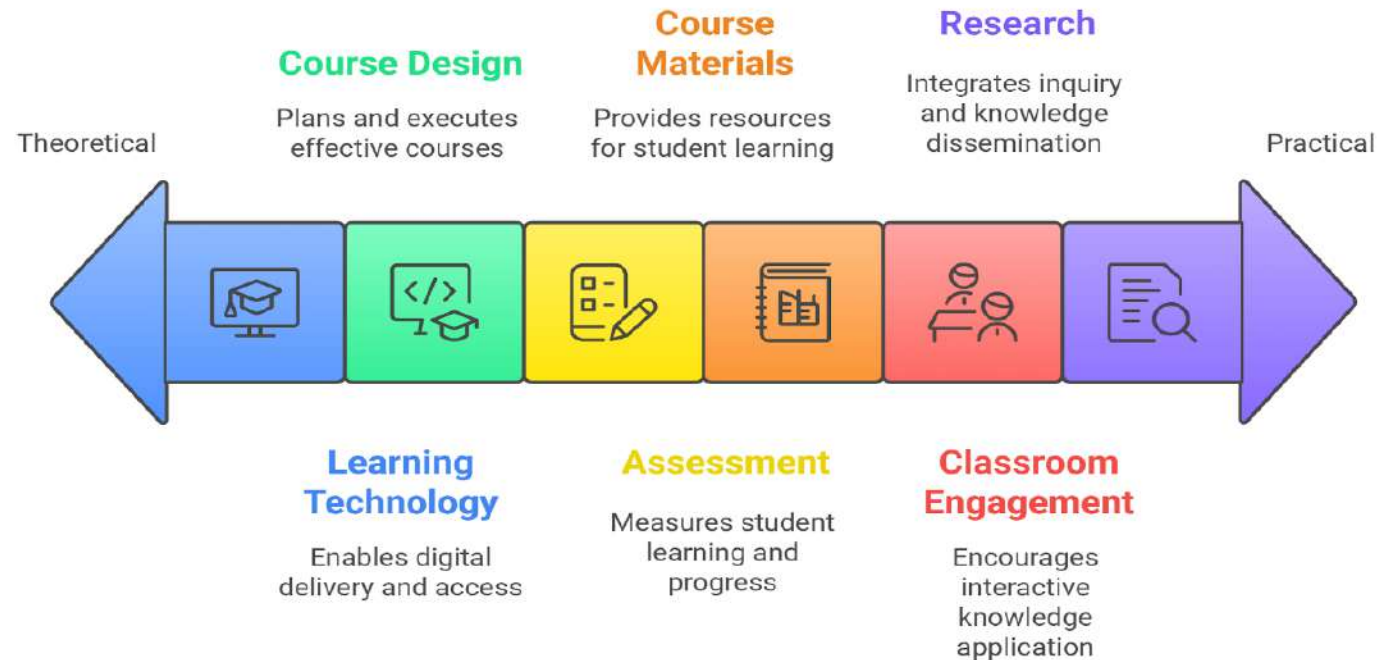 Theoretical
Course Design
Plans and executes
effective courses
Course
Materials
Provides resources
for student learning
Research
Integrates inquiry
and knowledge
dissemination
Practical
</>
Learning
Technology
Enables digital
delivery and access
Assessment
Measures student
learning and
progress
Classroom
Engagement
Encourages
interactive
knowledge
application